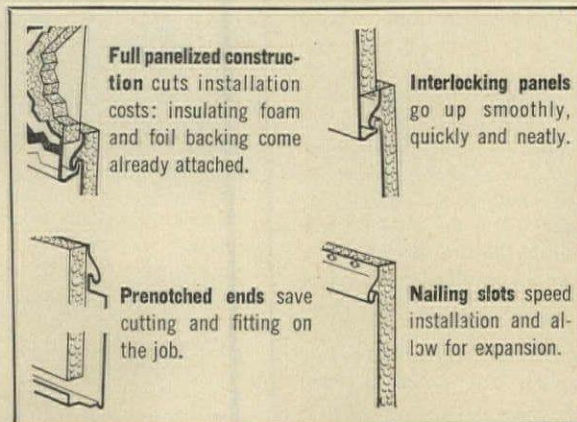 Full panelized construc-
tion cuts installation
costs: insulating foam
and foil backing come
already attached.
Interlocking panels
go up smoothly,
quickly and neatly.
Prenotched ends save
cutting and fitting on
the job.
Nailing slots speed
installation and al-
low for expansion.